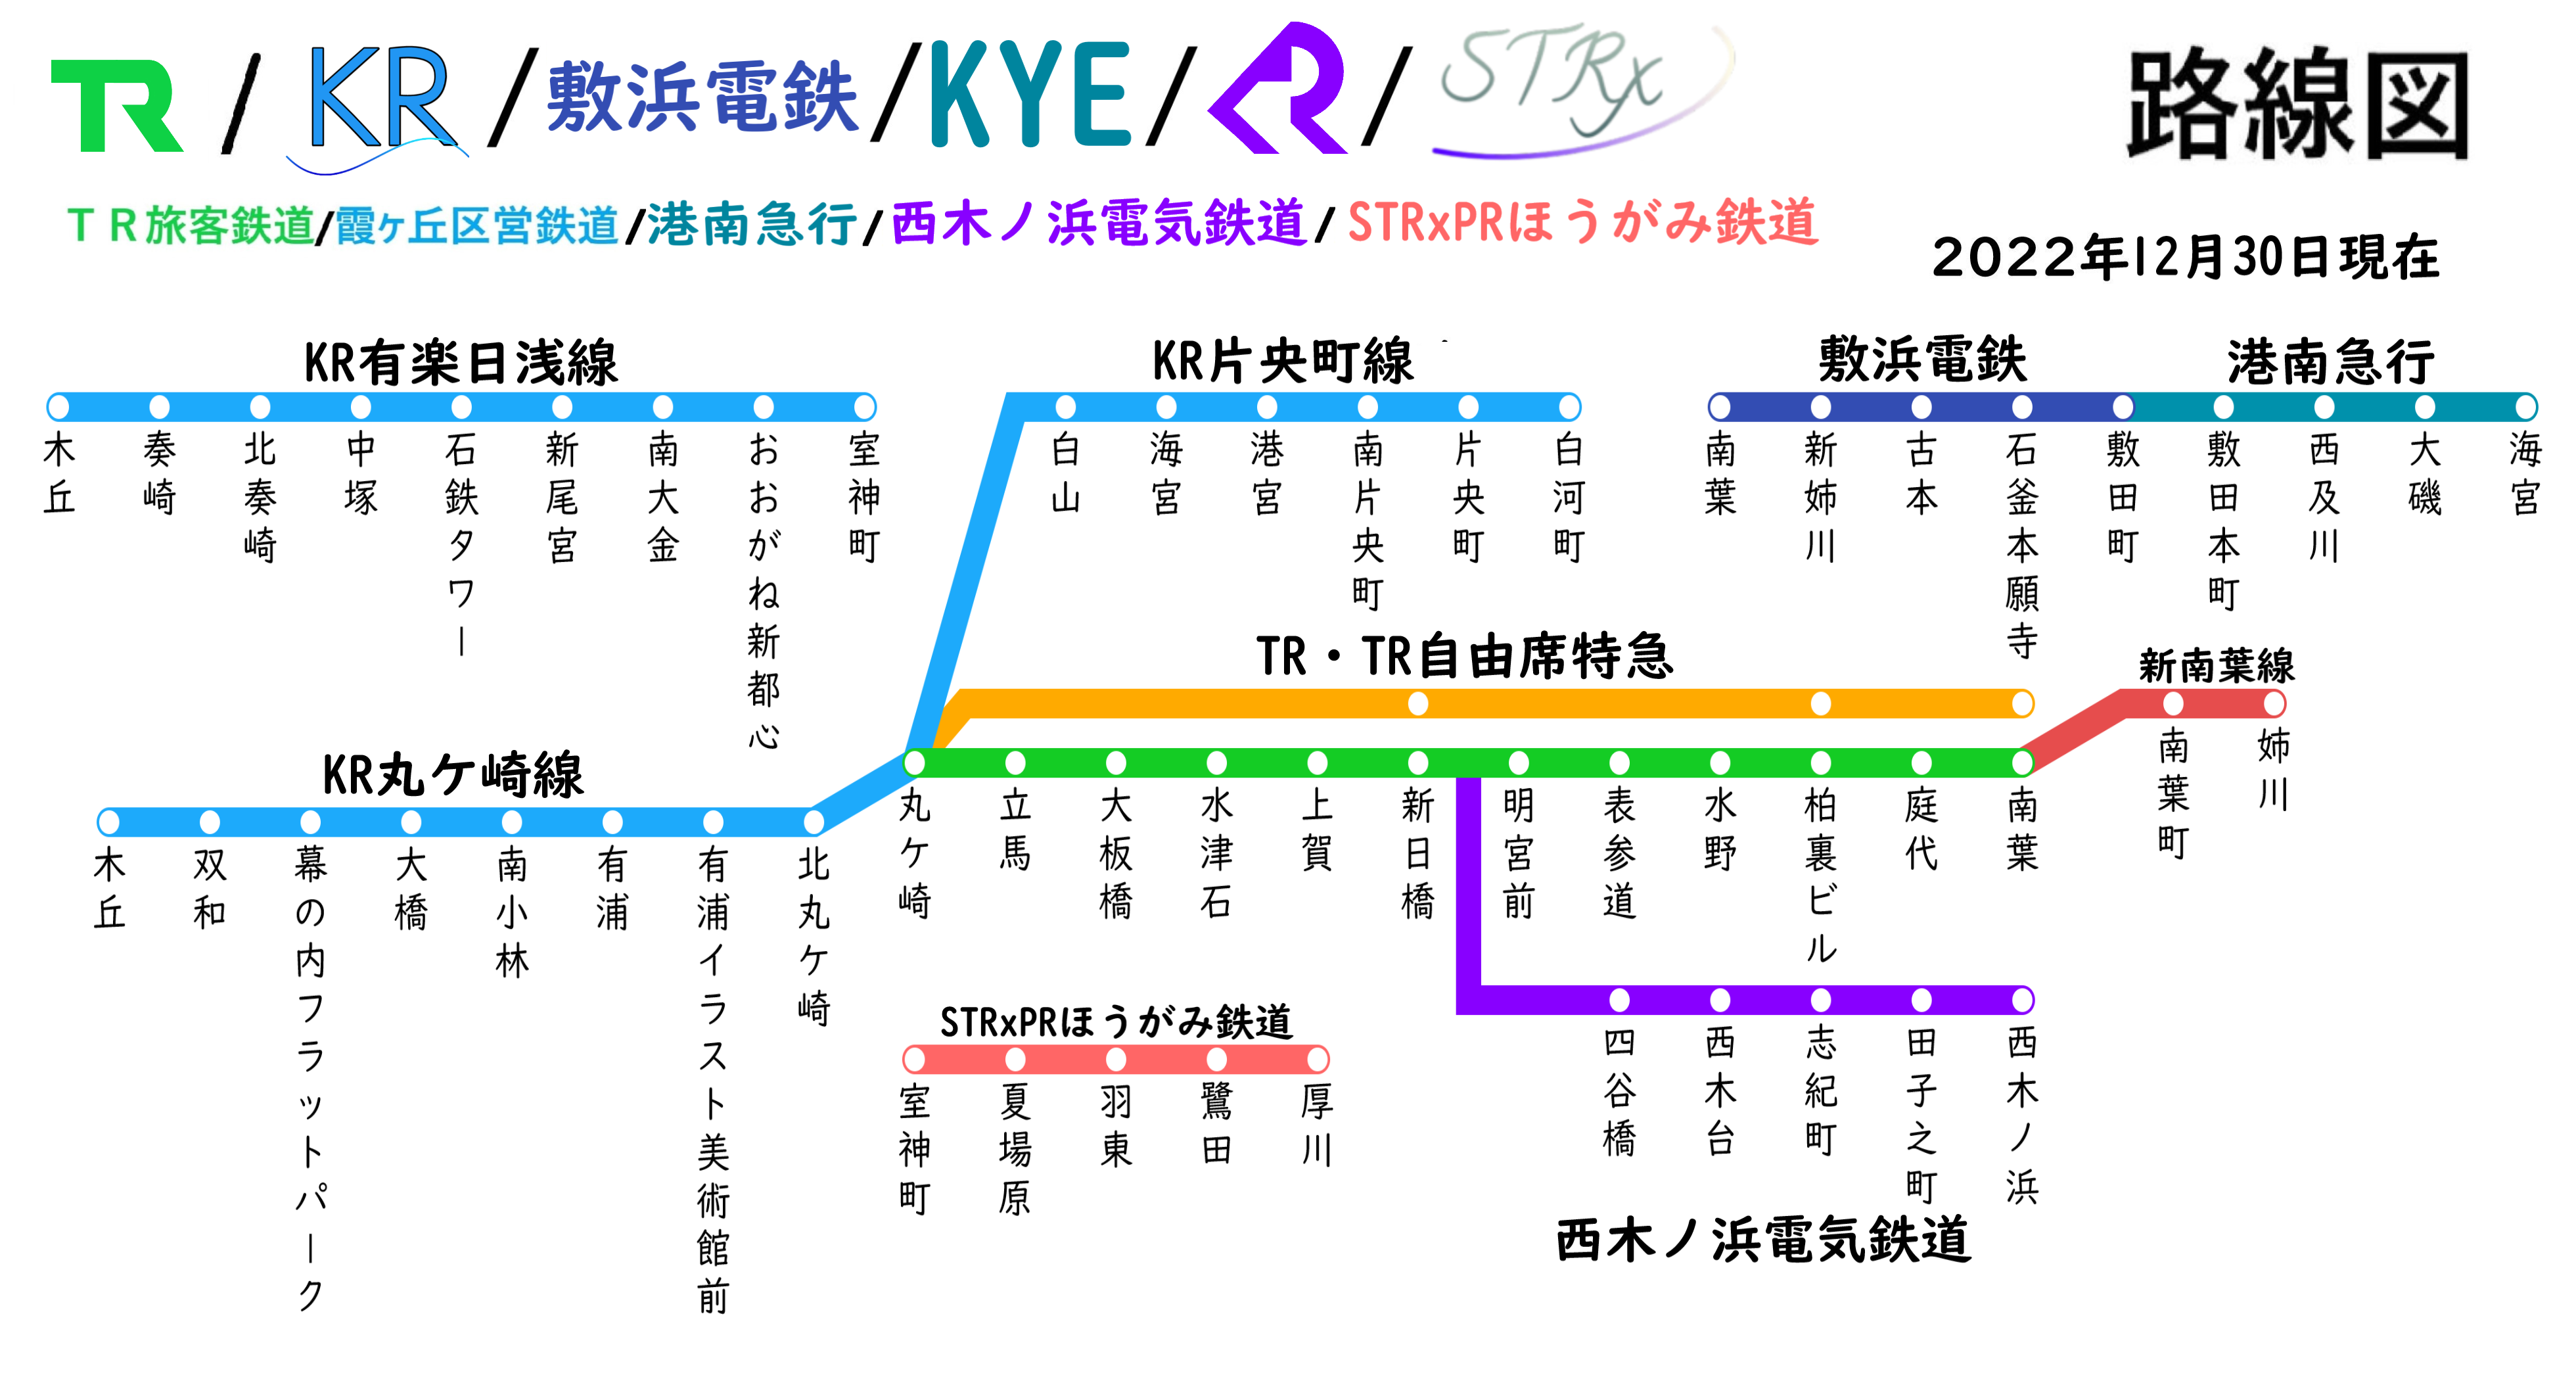 TR / KR / 敷浜電鉄 / KYE / R / STRx
路線図
TR旅客鉄道/霞ヶ丘区営鉄道/港南急行/西木ノ浜電気鉄道/STRxPRほうがみ鉄道
2022年12月30日現在
KR有楽日浅線
木丘
奏崎
北奏崎
中塚
石鉄タワー
新尾宮
南大金
おおがね新都心
室神町
KR片央町線
白山
海宮
港宮
南片央町
片央町
白河町
敷浜電鉄
港南急行
南葉
新姉川
古本
石釜本願寺
敷田町
敷田本町
西及川
大磯
海宮
TR・TR自由席特急
新南葉線
南葉町
姉川
KR丸ケ崎線
木丘
双和
幕の内フラットパーク
大橋
南小林
有浦
有浦イラスト美術館前
北丸ケ崎
丸ケ崎
立馬
大板橋
水津石
上賀
新日橋
明宮前
表参道
水野
柏裏ビル
庭代
南葉
STRxPRほうがみ鉄道
室神町
夏場原
羽東
鷺田
厚川
四谷橋
西木台
志紀町
田子之町
西木ノ浜
西木ノ浜電気鉄道